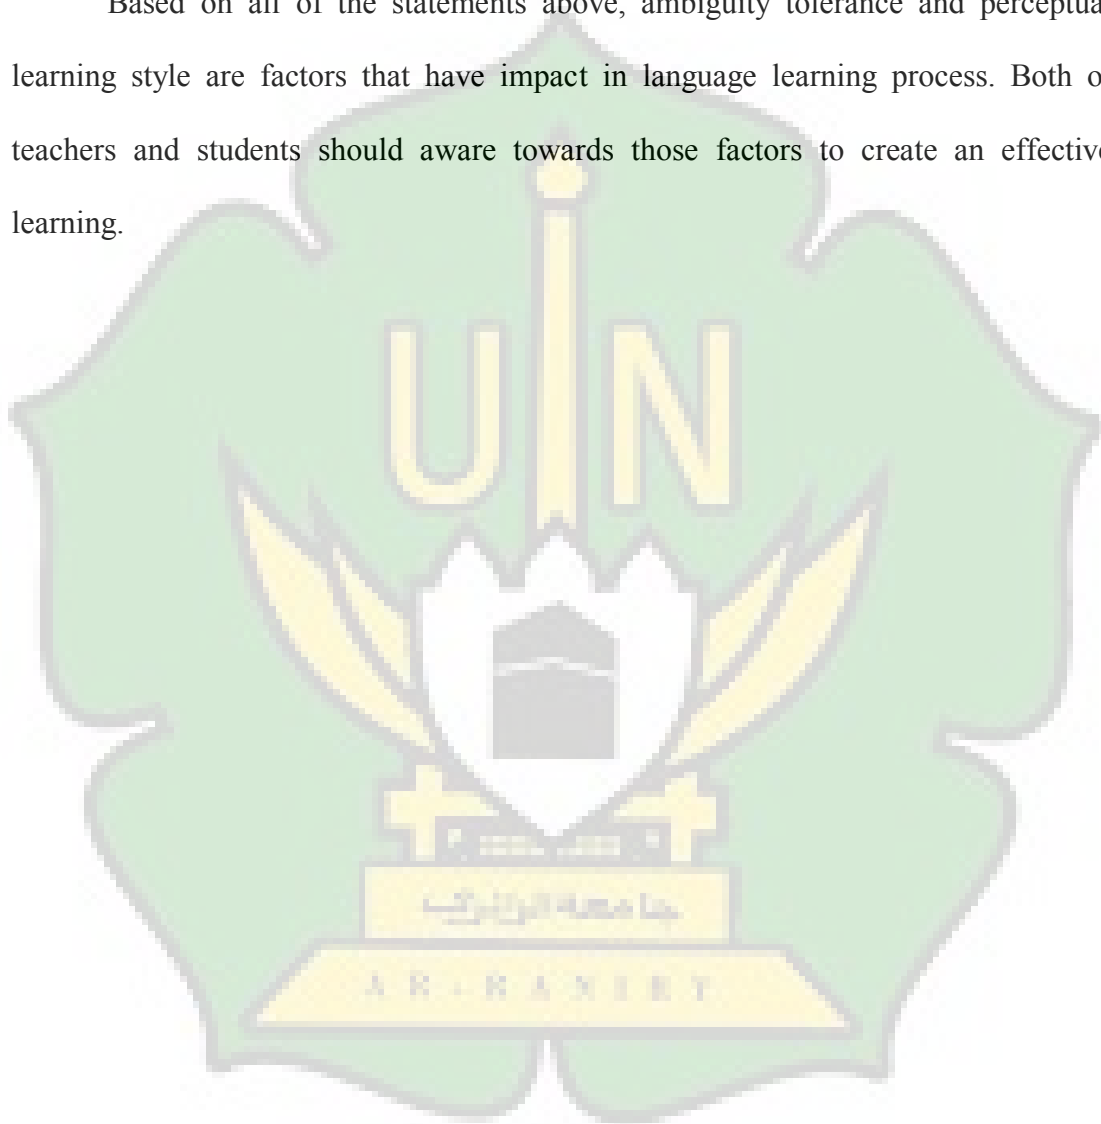 Based on all of the statements above, ambiguity tolerance and perceptual
learning style are factors that have impact in language learning process. Both o
teachers and students should aware towards those factors to create an effective
learning.
U N
جامعة الرانيري
AR-RANIRY